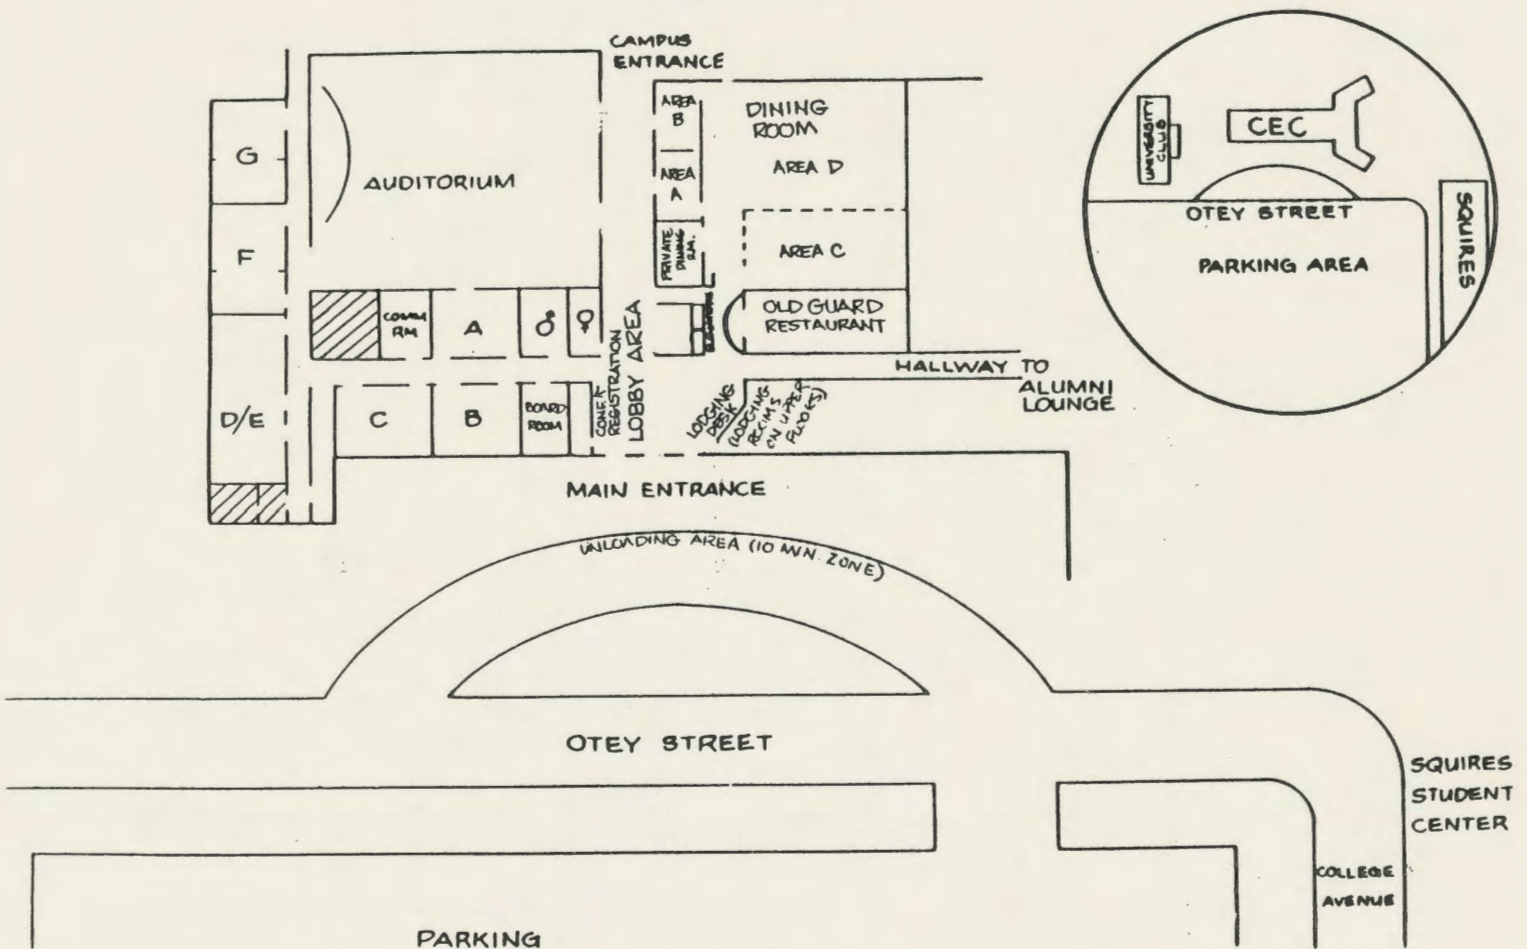 CAMPUS
ENTRANCE
G
AUDITORIUM
AREA
B
DINING
ROOM
AREA
A
AREA D
F
PRIVATE
DINING
RM.
AREA C
COMM
RM
A
♂
♀
OLD GUARD
RESTAURANT
D/E
C
B
BOARD
ROOM
REGISTRATION
LOBBY AREA
HALLWAY TO
ALUMNI
LOUNGE
LODGING
DESK
(LODGING
ROOMS
ON UPPER
FLOORS)
MAIN ENTRANCE
UNLOADING AREA (10 MIN. ZONE)
OTEY STREET
PARKING
SQUIRES
STUDENT
CENTER
COLLEGE
AVENUE
UNIVERSITY
CLUB
CEC
OTEY STREET
PARKING AREA
SQUIRES